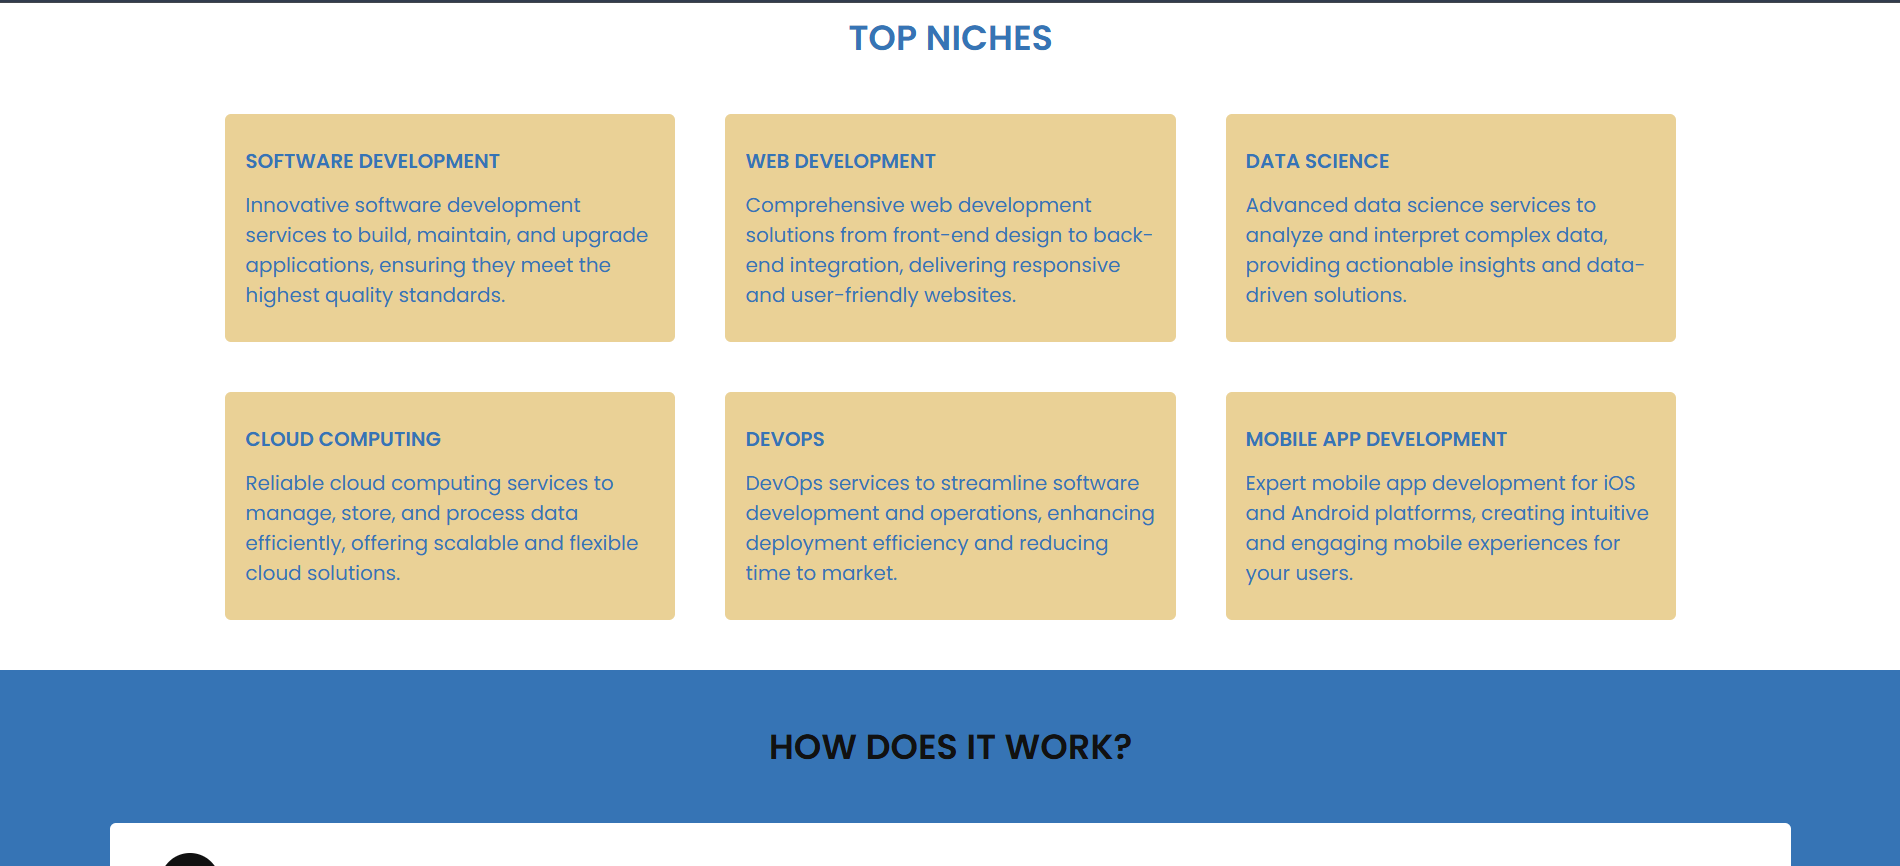 TOP NICHES
SOFTWARE DEVELOPMENT
Innovative software development
services to build, maintain, and upgrade
applications, ensuring they meet the
highest quality standards.
WEB DEVELOPMENT
Comprehensive web development
solutions from front-end design to back-
end integration, delivering responsive
and user-friendly websites.
DATA SCIENCE
Advanced data science services to
analyze and interpret complex data,
providing actionable insights and data-
driven solutions.
CLOUD COMPUTING
Reliable cloud computing services to
manage, store, and process data
efficiently, offering scalable and flexible
cloud solutions.
DEVOPS
DevOps services to streamline software
development and operations, enhancing
deployment efficiency and reducing
time to market.
MOBILE APP DEVELOPMENT
Expert mobile app development for iOS
and Android platforms, creating intuitive
and engaging mobile experiences for
your users.
HOW DOES IT WORK?